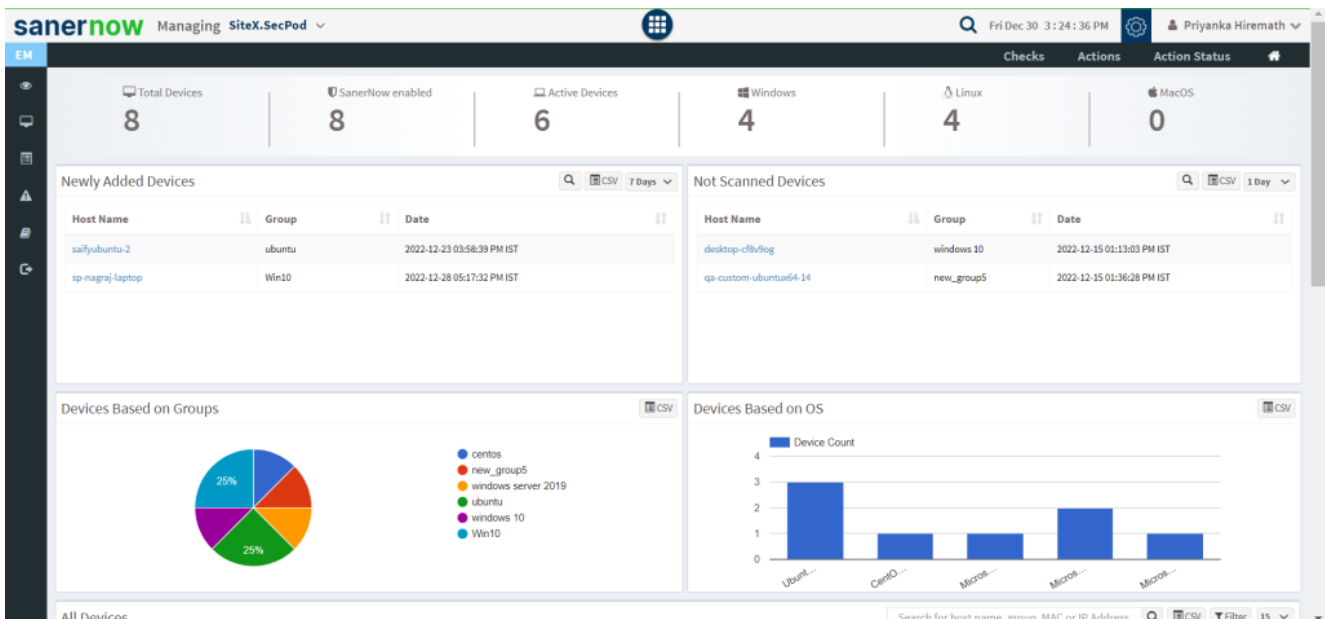 sanernow Managing SiteX.SecPod Fri Dec 30 3:24:36 PM Priyanka Hiremath
EM Checks Actions Action Status
Total Devices SanerNow enabled Active Devices Windows Linux MacOS
8 8 6 4 4 0
Newly Added Devices CSV 7 Days
Host Name Group Date
saifyubuntu-2 ubuntu 2022-12-23 03:58:39 PM IST
sp-nagraj-laptop Win10 2022-12-28 05:17:32 PM IST
Not Scanned Devices CSV 1 Day
Host Name Group Date
desktop-cf8v9og windows 10 2022-12-15 01:13:03 PM IST
qa-custom-ubuntux64-14 new_group5 2022-12-15 01:36:28 PM IST
Devices Based on Groups CSV
25%
25%
centos
new_group5
windows server 2019
ubuntu
windows 10
Win10
Devices Based on OS CSV
Device Count
4
3
2
1
0
Ubunt... CentO... Micros... Micros... Micros...
All Devices Search for host name, group, MAC or IP Address CSV Filter 15